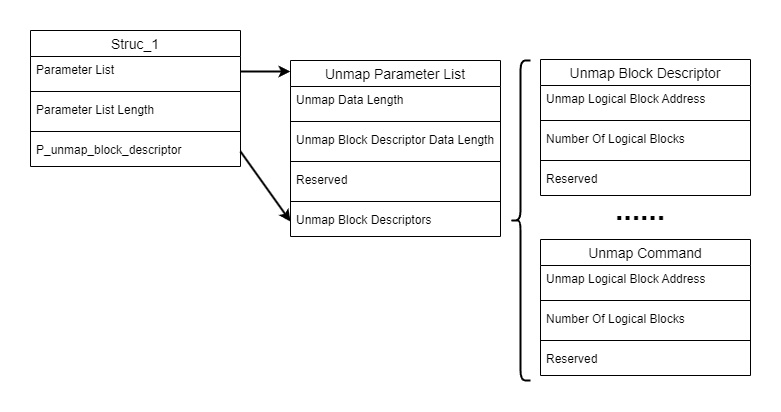 Struc_1
Parameter List
Parameter List Length
P_unmap_block_descriptor
Unmap Parameter List
Unmap Data Length
Unmap Block Descriptor Data Length
Reserved
Unmap Block Descriptors
Unmap Block Descriptor
Unmap Logical Block Address
Number Of Logical Blocks
Reserved
......
Unmap Command
Unmap Logical Block Address
Number Of Logical Blocks
Reserved